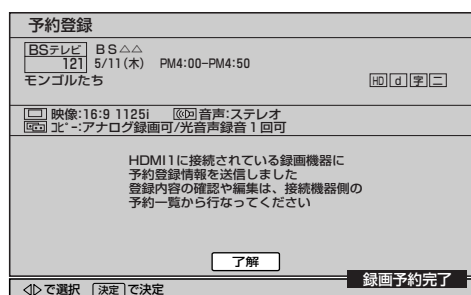 予約登録
BSテレビ BS△△
121 5/11(木) PM4:00-PM4:50
モンゴルたち HD d 字 二
映像:16:9 1125i 音声:ステレオ
コピー:アナログ録画可/光音声録音1回可
HDMI1に接続されている録画機器に
予約登録情報を送信しました
登録内容の確認や編集は、接続機器側の
予約一覧から行なってください
了解
録画予約完了
◁▷で選択 決定で決定